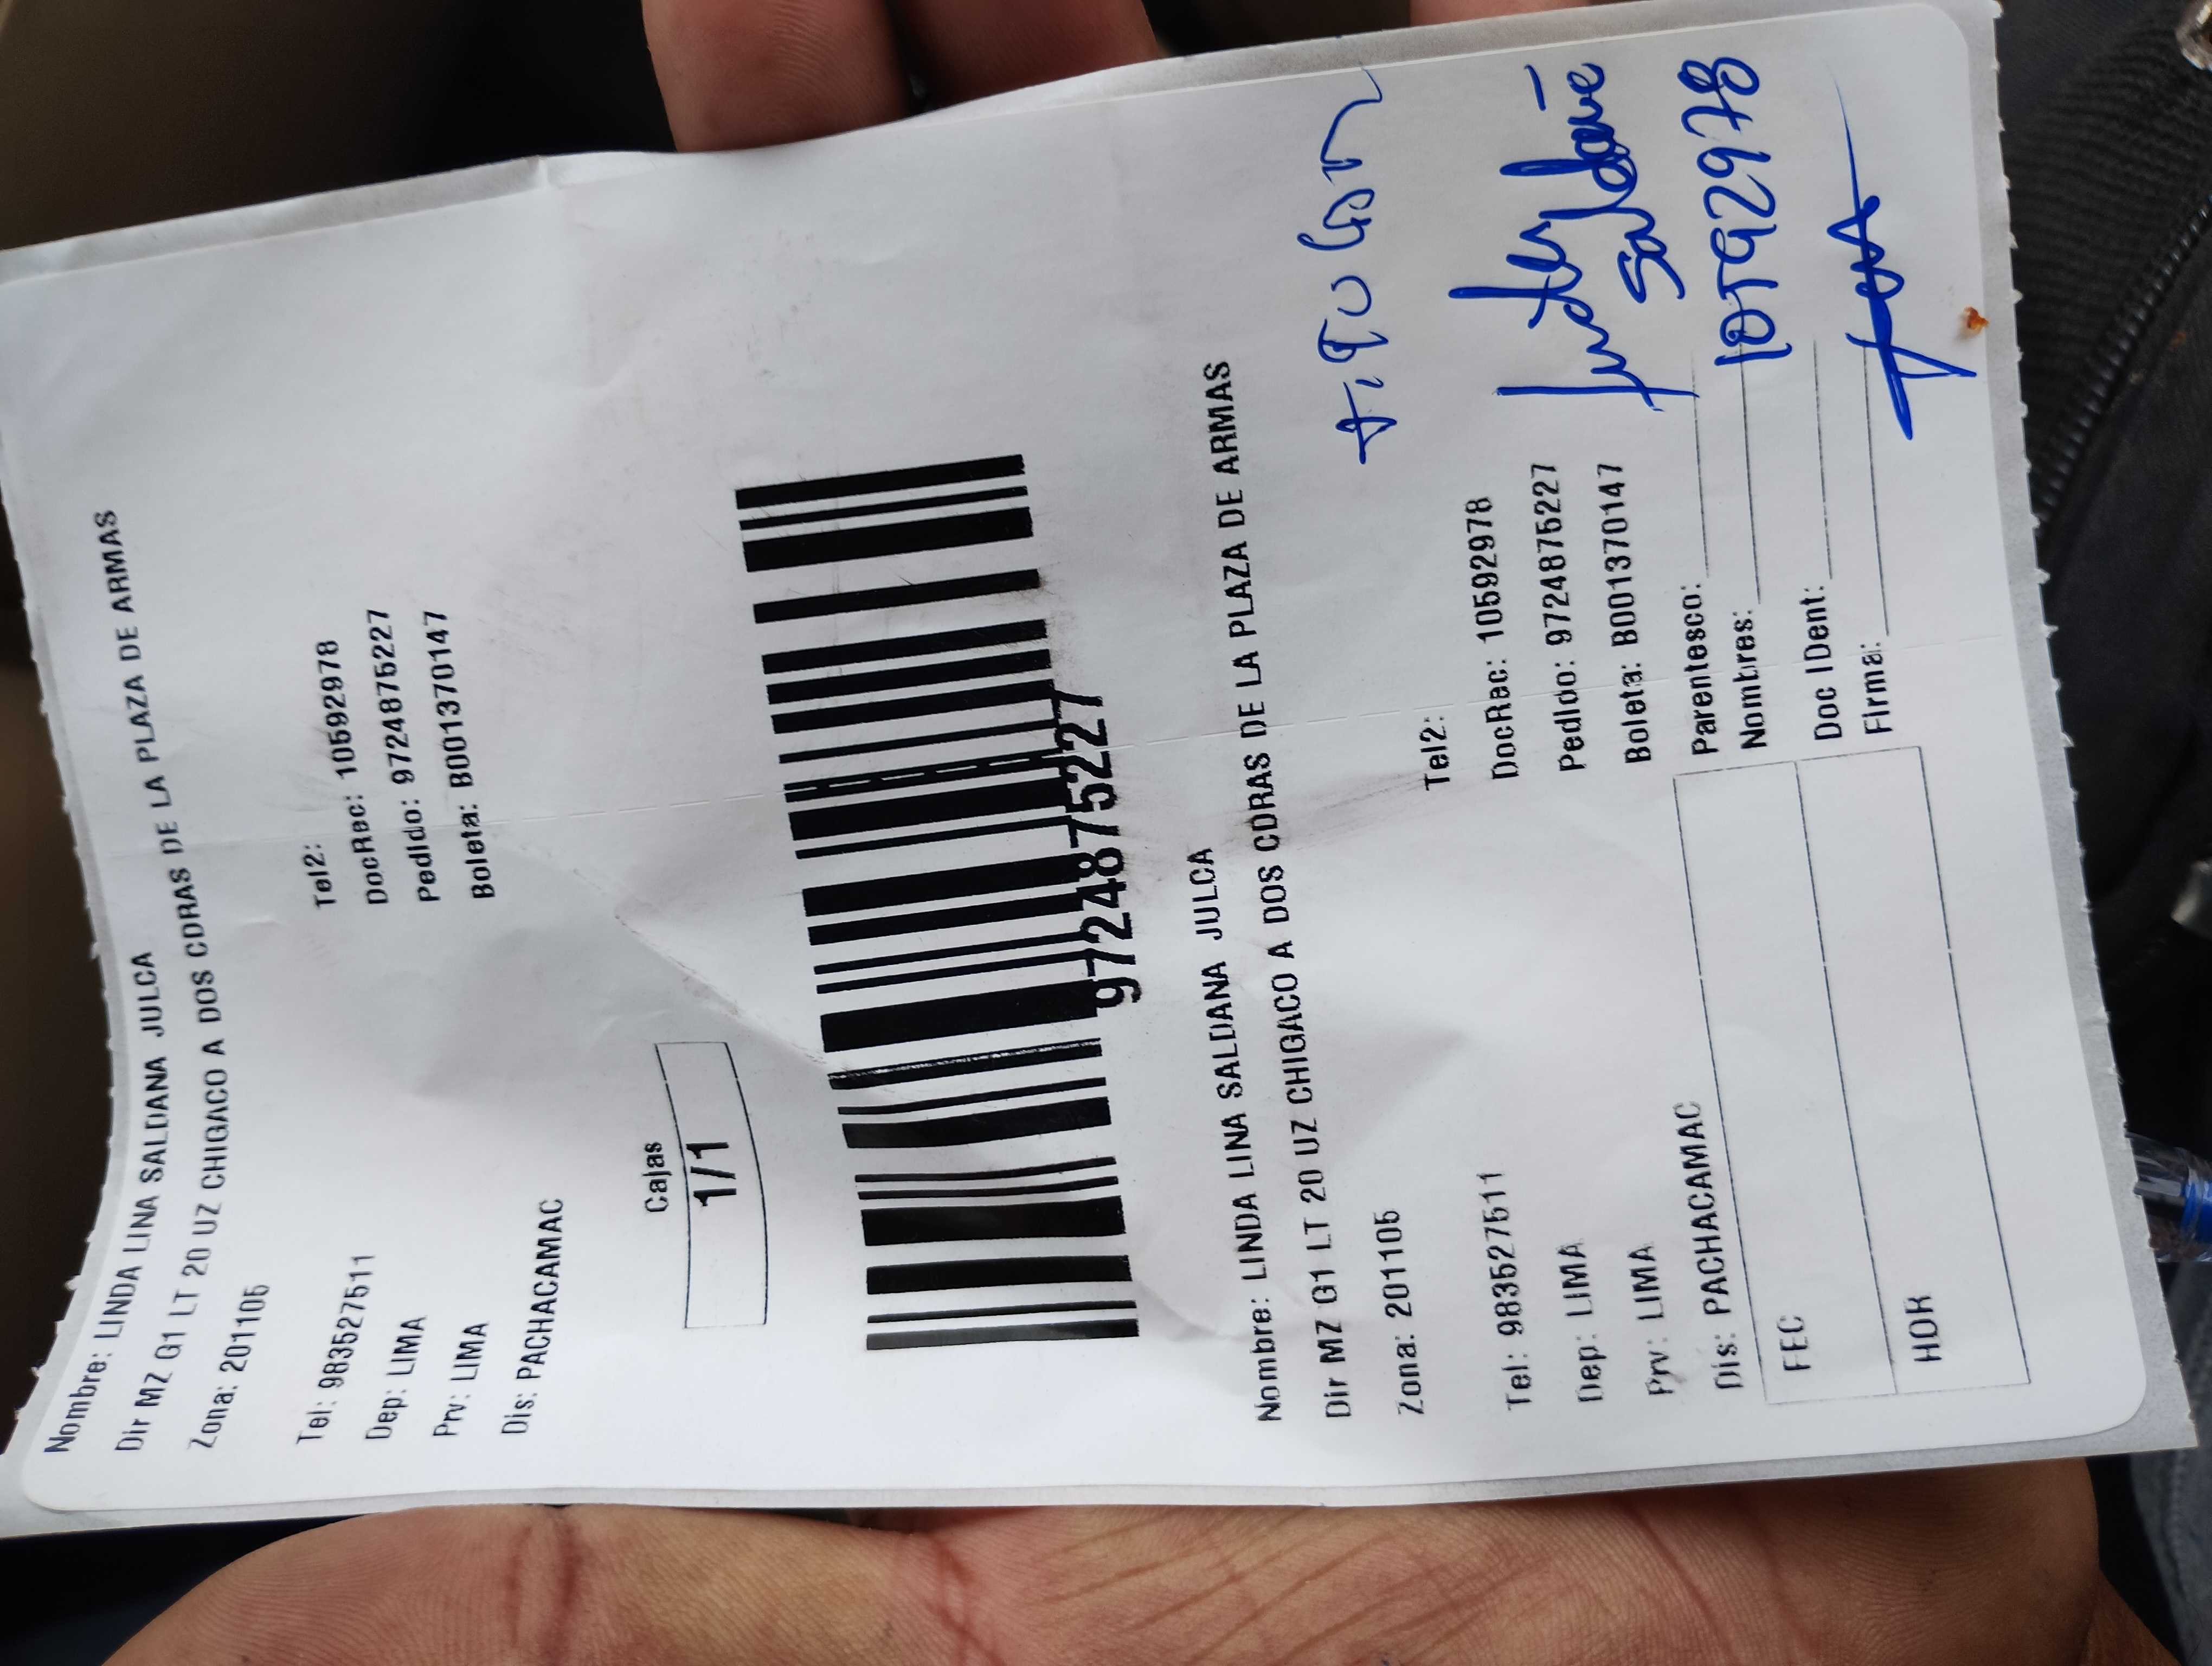 Nombre: LINDA LINA SALDANA JULCA
Dir MZ G1 LT 20 UZ CHIGACO A DOS CDRAS DE LA PLAZA DE ARMAS
Zona: 201105
Tel: 983527511
Tel2:
Dep: LIMA
DocRec: 10592978
Prv: LIMA
Pedido: 9724875227
Dis: PACHACAMAC
Boleta: B001370147
Cajas
1/1
9724875227
Nombre: LINDA LINA SALDANA JULCA
Dir MZ G1 LT 20 UZ CHIGACO A DOS CDRAS DE LA PLAZA DE ARMAS
Zona: 201105
Titular
Tel: 983527511
Tel2:
Dep: LIMA
DocRec: 10592978
Prv: LIMA
Pedido: 9724875227
Dis: PACHACAMAC
Boleta: B001370147
FEC
HOR
Parentesco:
Nombres:
10592978
Doc IDent:
Firma: